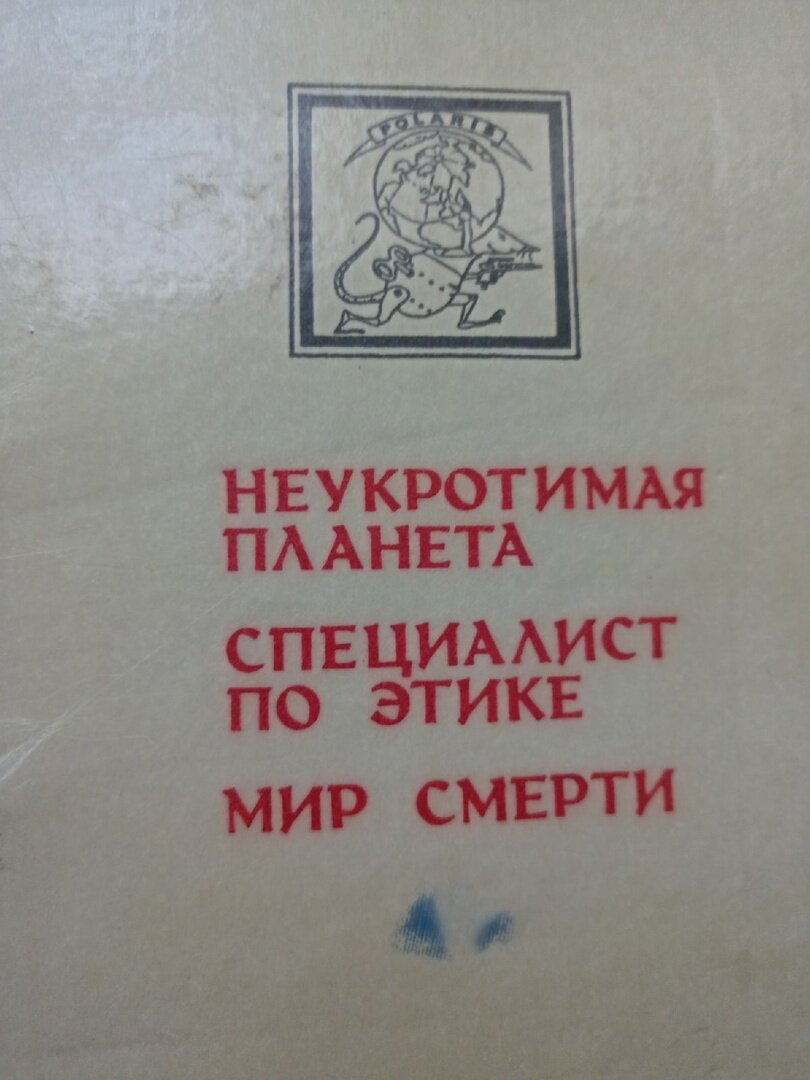 POLARIS
НЕУКРОТИМАЯ
ПЛАНЕТА
СПЕЦИАЛИСТ
ПО ЭТИКЕ
МИР СМЕРТИ